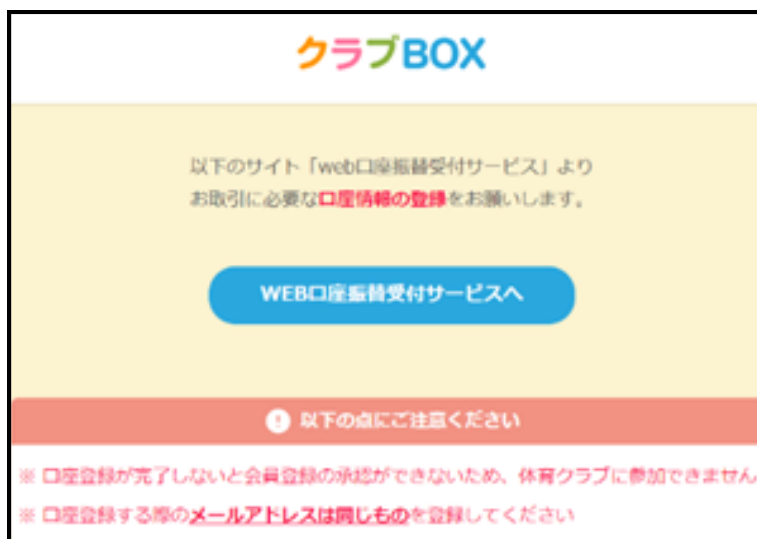 クラブBOX
以下のサイト「web口座振替受付サービス」より
お取引に必要な口座情報の登録をお願いします。
WEB口座振替受付サービスへ
! 以下の点にご注意ください
※ 口座登録が完了しないと会員登録の承認ができないため、体育クラブに参加できません
※ 口座登録する際のメールアドレスは同じものを登録してください